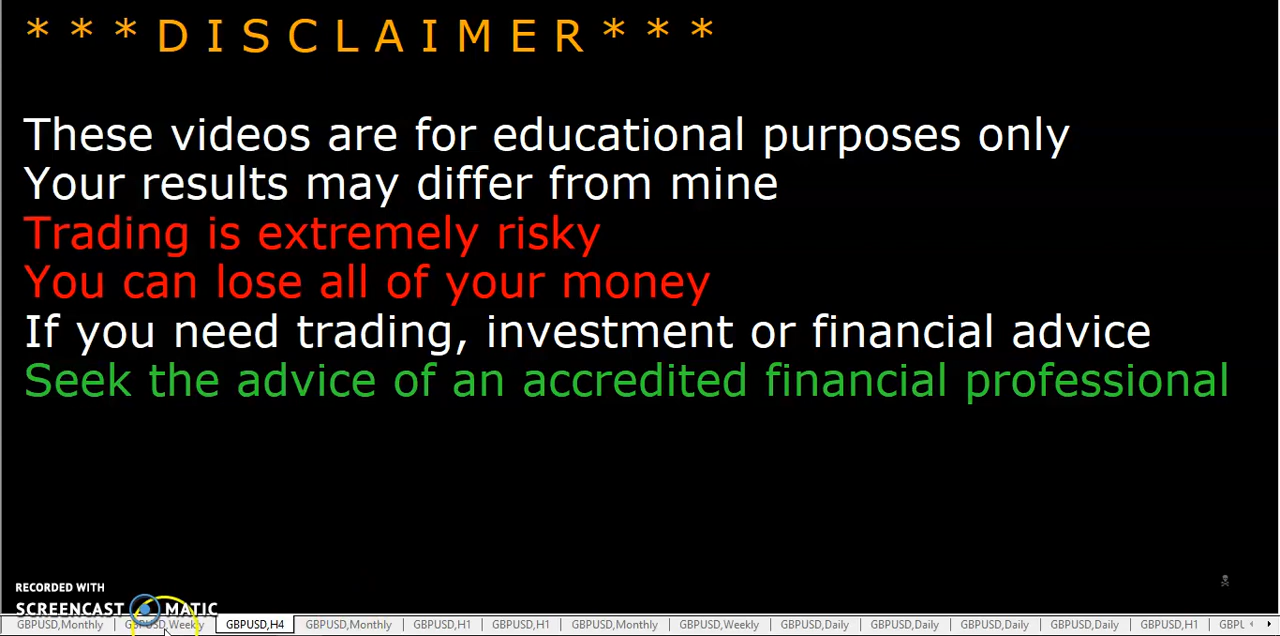 * * * D I S C L A I M E R * * *
These videos are for educational purposes only
Your results may differ from mine
Trading is extremely risky
You can lose all of your money
If you need trading, investment or financial advice
Seek the advice of an accredited financial professional
RECORDED WITH
SCREENCAST MATIC
GBPUSD,Monthly GBPUSD,Weekly GBPUSD,H4 GBPUSD,Monthly GBPUSD,H1 GBPUSD,H1 GBPUSD,Monthly GBPUSD,Weekly GBPUSD,Daily GBPUSD,Daily GBPUSD,Daily GBPUSD,Daily GBPUSD,H1